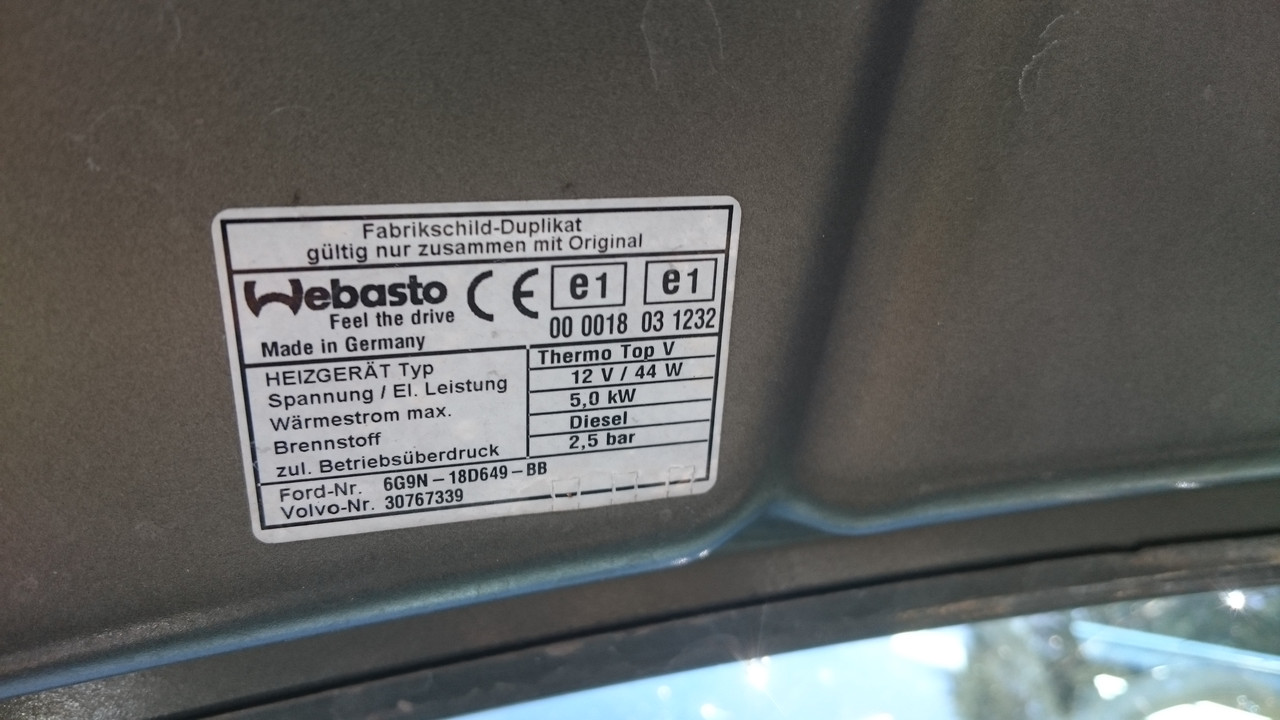 Fabrikschild-Duplikat
gültig nur zusammen mit Original
Webasto CE e1 e1
Feel the drive 00 0018 03 1232
Made in Germany
HEIZGERÄT Typ Thermo Top V
Spannung / El. Leistung 12 V / 44 W
Wärmestrom max. 5,0 kW
Brennstoff Diesel
zul. Betriebsüberdruck 2,5 bar
Ford-Nr. 6G9N-18D649-BB
Volvo-Nr. 30767339